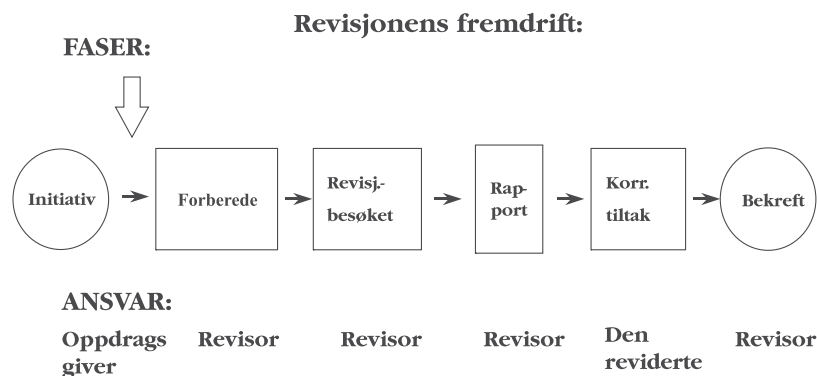 Revisjonens fremdrift:
FASER:
Initiativ
Forberede
Revisj.-
besøket
Rap-
port
Korr.
tiltak
Bekreft
ANSVAR:
Oppdrags
giver
Revisor
Revisor
Revisor
Den
reviderte
Revisor